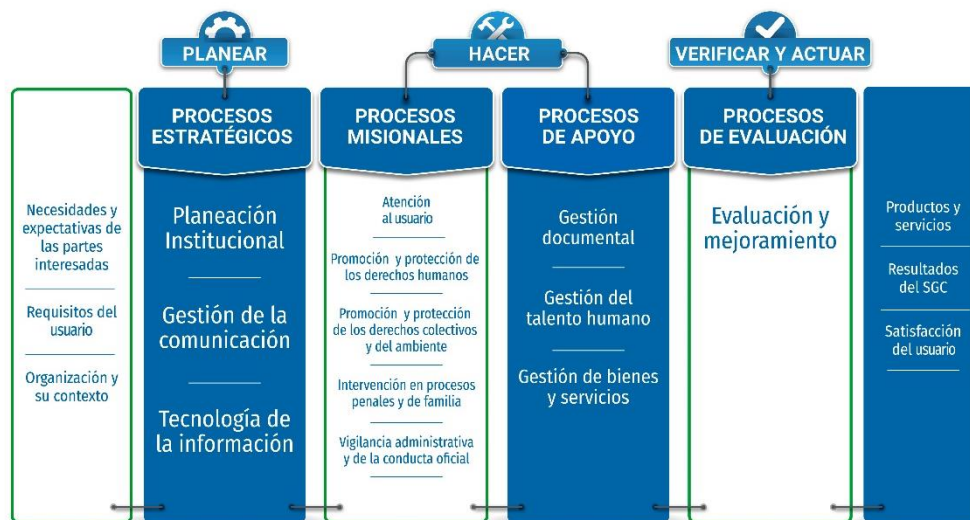 PLANEAR
HACER
VERIFICAR Y ACTUAR
Necesidades y
expectativas de
las partes
interesadas
Requisitos del
usuario
Organización y
su contexto
PROCESOS
ESTRATÉGICOS
Planeación
Institucional
Gestión de la
comunicación
Tecnología de
la información
PROCESOS
MISIONALES
Atención
al usuario
Promoción y protección de
los derechos humanos
Promoción y protección
de los derechos colectivos
y del ambiente
Intervención en procesos
penales y de familia
Vigilancia administrativa
y de la conducta oficial
PROCESOS
DE APOYO
Gestión
documental
Gestión del
talento humano
Gestión de bienes
y servicios
PROCESOS
DE EVALUACIÓN
Evaluación y
mejoramiento
Productos y
servicios
Resultados
del SGC
Satisfacción
del usuario